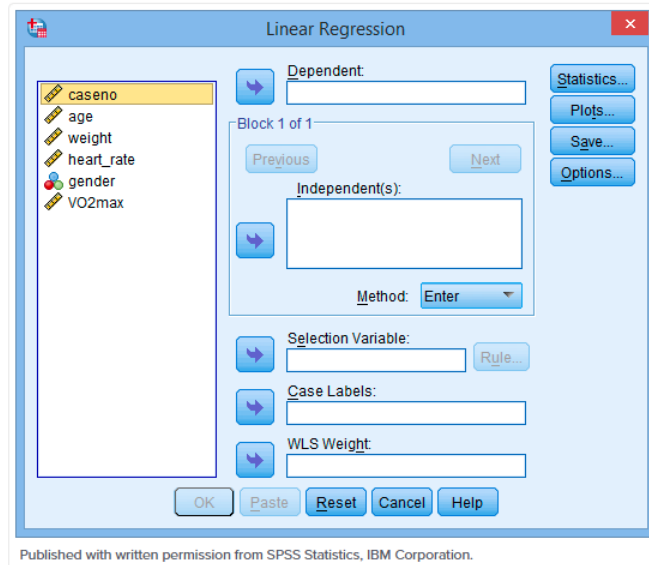 Linear Regression
caseno
age
weight
heart_rate
gender
VO2max
Dependent:
Block 1 of 1
Previous
Next
Independent(s):
Method: Enter
Selection Variable:
Rule...
Case Labels:
WLS Weight:
Statistics...
Plots...
Save...
Options...
OK Paste Reset Cancel Help
Published with written permission from SPSS Statistics, IBM Corporation.